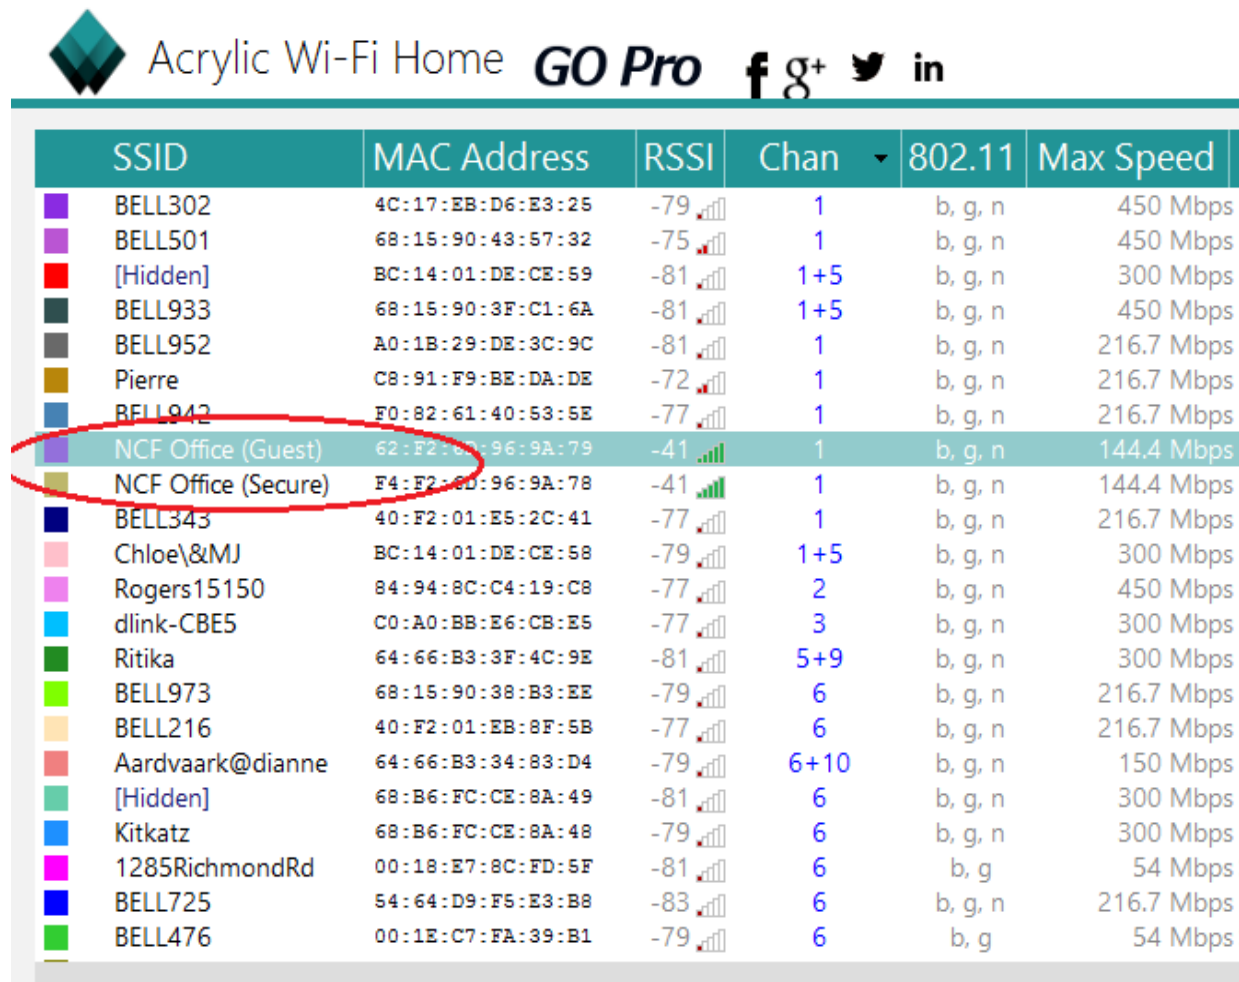 Acrylic Wi-Fi Home GO Pro f g+ in
SSID MAC Address RSSI Chan 802.11 Max Speed
BELL302 4C:17:EB:D6:E3:25 -79 1 b, g, n 450 Mbps
BELL501 68:15:90:43:57:32 -75 1 b, g, n 450 Mbps
[Hidden] BC:14:01:DE:CE:59 -81 1+5 b, g, n 300 Mbps
BELL933 68:15:90:3F:C1:6A -81 1+5 b, g, n 450 Mbps
BELL952 A0:1B:29:DE:3C:9C -81 1 b, g, n 216.7 Mbps
Pierre C8:91:F9:BE:DA:DE -72 1 b, g, n 216.7 Mbps
BELL942 F0:82:61:40:53:5E -77 1 b, g, n 216.7 Mbps
NCF Office (Guest) 62:F2:6D:96:9A:79 -41 1 b, g, n 144.4 Mbps
NCF Office (Secure) F4:F2:6D:96:9A:78 -41 1 b, g, n 144.4 Mbps
BELL343 40:F2:01:E5:2C:41 -77 1 b, g, n 216.7 Mbps
Chloe\&MJ BC:14:01:DE:CE:58 -79 1+5 b, g, n 300 Mbps
Rogers15150 84:94:8C:C4:19:C8 -77 2 b, g, n 450 Mbps
dlink-CBE5 C0:A0:BB:E6:CB:E5 -77 3 b, g, n 300 Mbps
Ritika 64:66:B3:3F:4C:9E -81 5+9 b, g, n 300 Mbps
BELL973 68:15:90:38:B3:EE -79 6 b, g, n 216.7 Mbps
BELL216 40:F2:01:EB:8F:5B -77 6 b, g, n 216.7 Mbps
Aardvaark@dianne 64:66:B3:34:83:D4 -79 6+10 b, g, n 150 Mbps
[Hidden] 68:B6:FC:CE:8A:49 -81 6 b, g, n 300 Mbps
Kitkatz 68:B6:FC:CE:8A:48 -79 6 b, g, n 300 Mbps
1285RichmondRd 00:18:E7:8C:FD:5F -81 6 b, g 54 Mbps
BELL725 54:64:D9:F5:E3:B8 -83 6 b, g, n 216.7 Mbps
BELL476 00:1E:C7:FA:39:B1 -79 6 b, g 54 Mbps